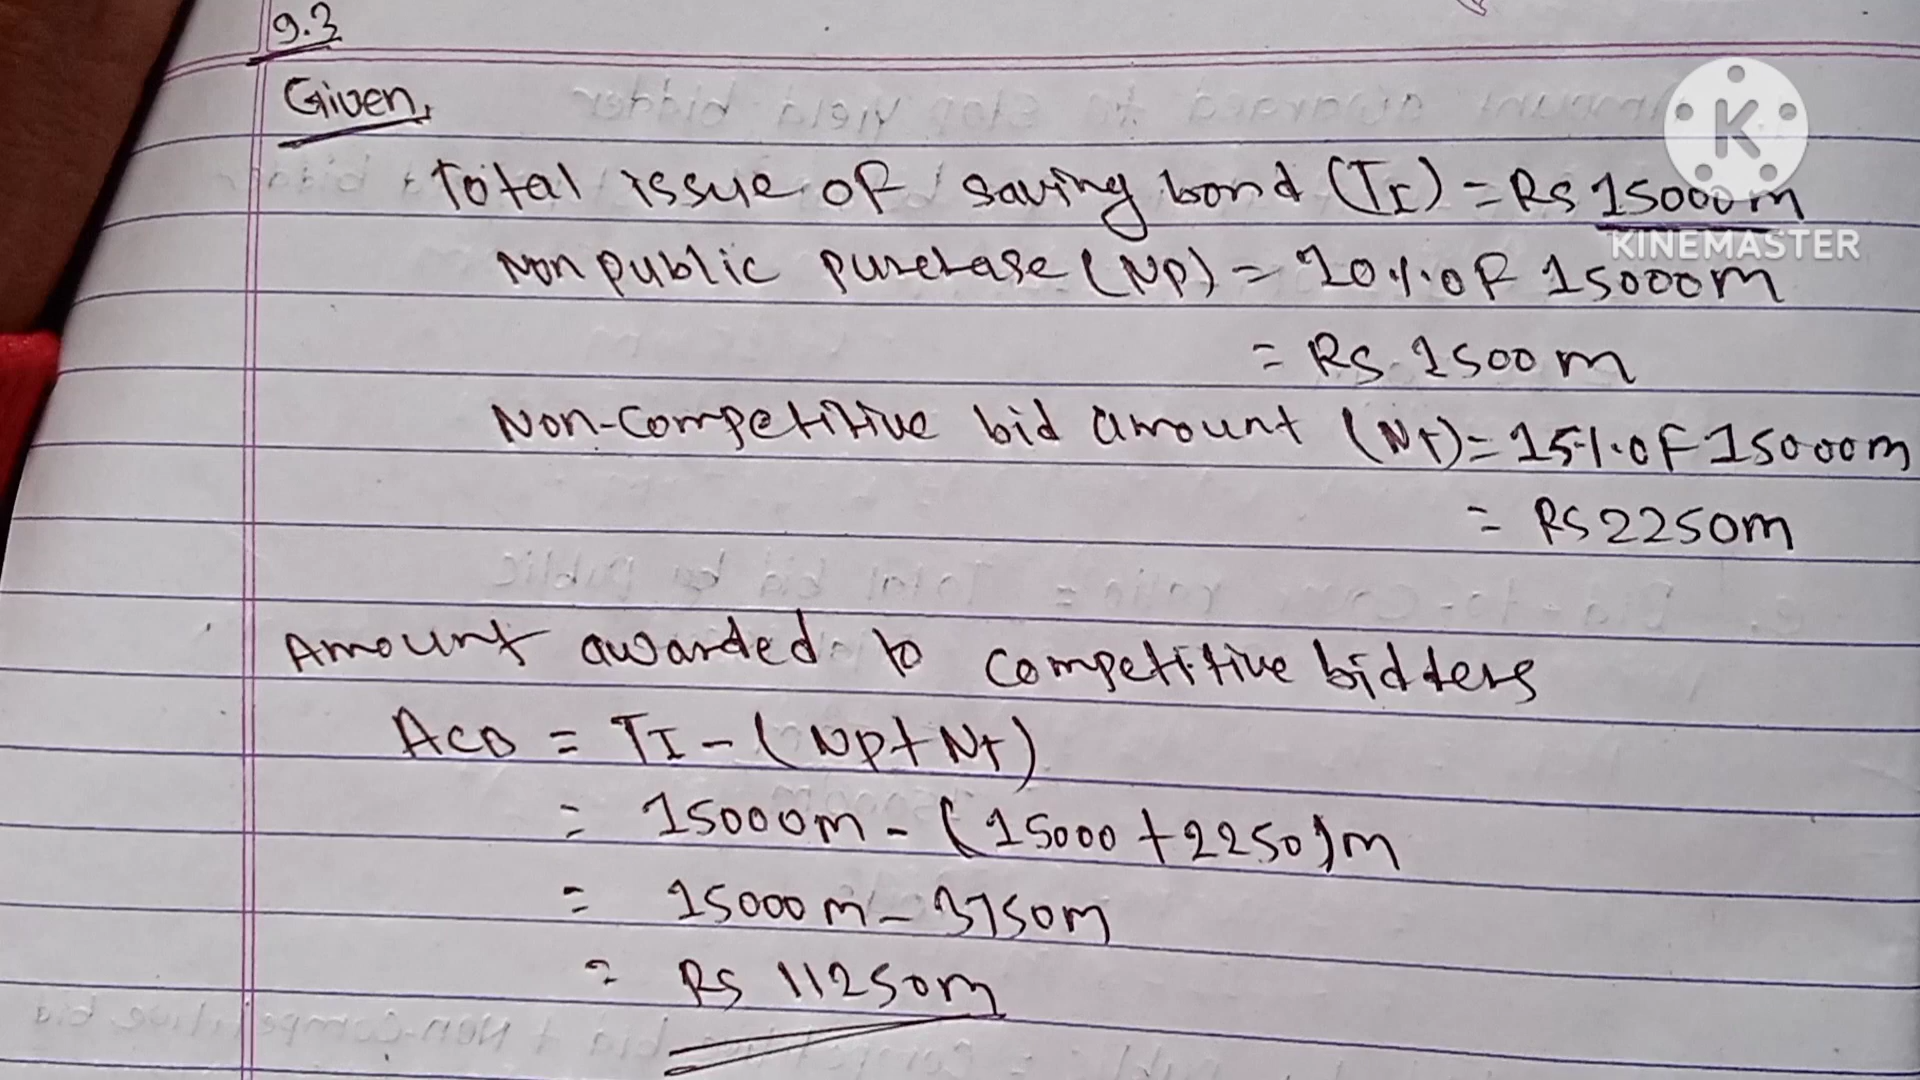 9.3
Given,
Total issue of saving bond (TI) = Rs 15000m
KINEMASTER
Non public purchase (NP) = 10% of 15000m
= Rs. 1500m
Non-competitive bid amount (NT) = 15% of 15000m
= Rs 2250m
Amount awarded to competitive bidders
ACB = TI - (NP + NT)
= 15000m - (15000 + 2250)m
= 15000m - 3750m
= Rs 11250m